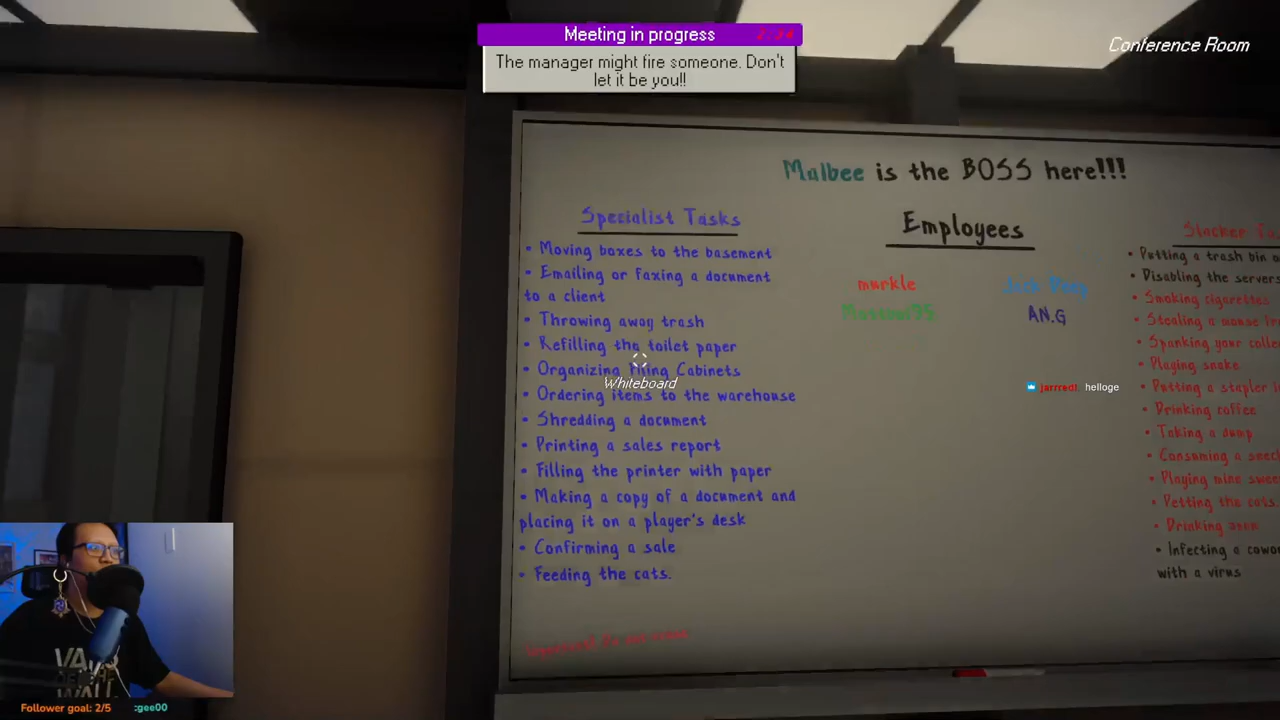 Meeting in progress
The manager might fire someone. Don't
let it be you!!
Conference Room
Malbee is the BOSS here!!!
Specialist Tasks
• Moving boxes to the basement
• Emailing or Faxing a document
to a client
• Throwing away trash
• Refilling the toilet paper
• Organizing Filing Cabinets
Whiteboard
• Ordering items to the warehouse
• Shredding a document
• Printing a sales report
• Filling the printer with paper
• Making a copy of a document and
placing it on a player's desk
• Confirming a sale
• Feeding the cats.
Employees
murkle
AN.G
Slacker
• Putting a trash bin
• Disabling the servers
• Smoking cigarettes
• Stealing a mouse
• Spanking your
• Playing snake
• Putting a stapler
• Drinking coffee
• Taking a dump
• Consuming a
• Playing mine
• Petting the cats
• Drinking
• Infecting a
with a virus
jarrred! helloge
Follower goal: 2/5
:gee00